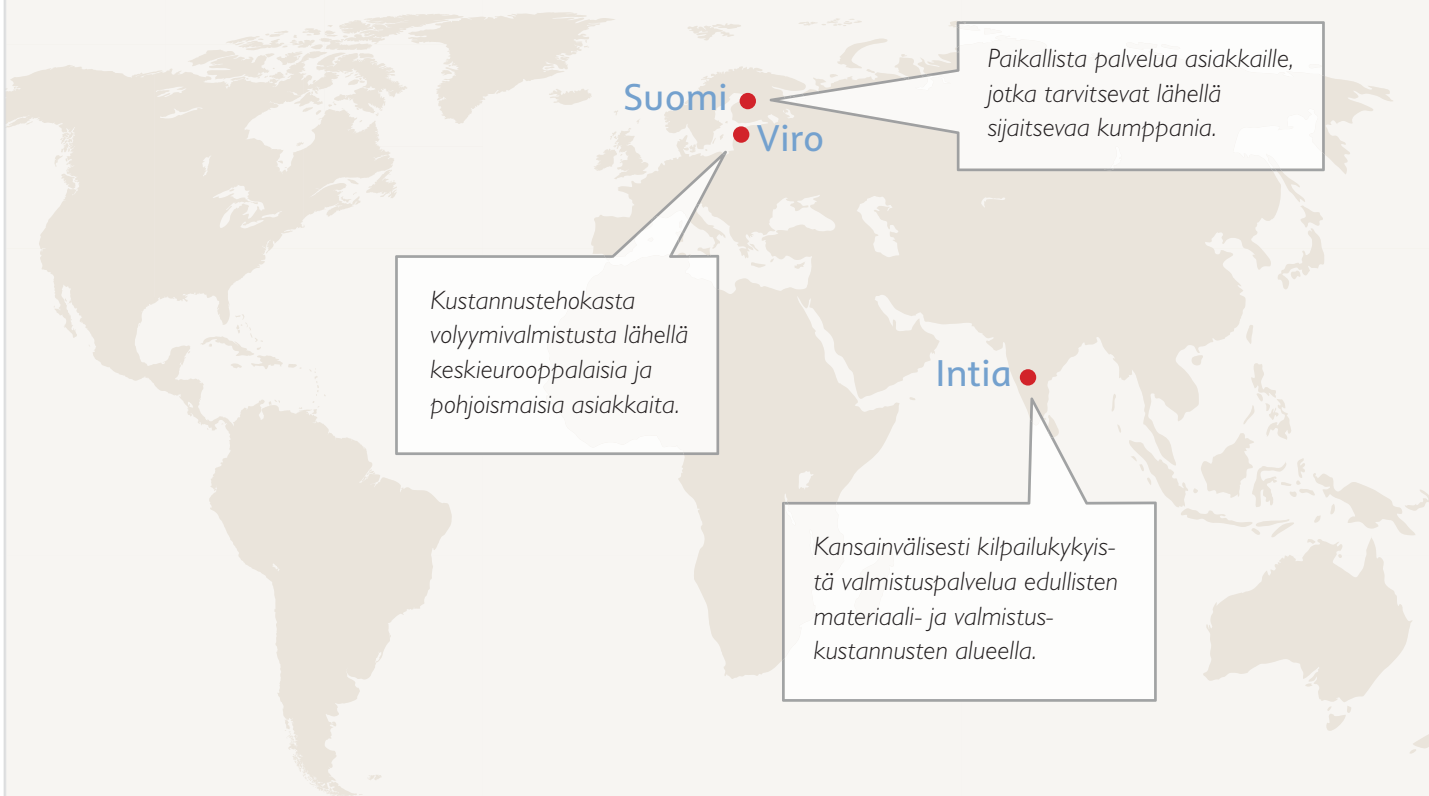 Suomi
Paikallista palvelua asiakkaille,
jotka tarvitsevat lähellä
sijaitsevaa kumppania.
Viro
Kustannustehokasta
volyymivalmistusta lähellä
keskieurooppalaisia ja
pohjoismaisia asiakkaita.
Intia
Kansainvälisesti kilpailukykyis-
tä valmistuspalvelua edullisten
materiaali- ja valmistus-
kustannusten alueella.